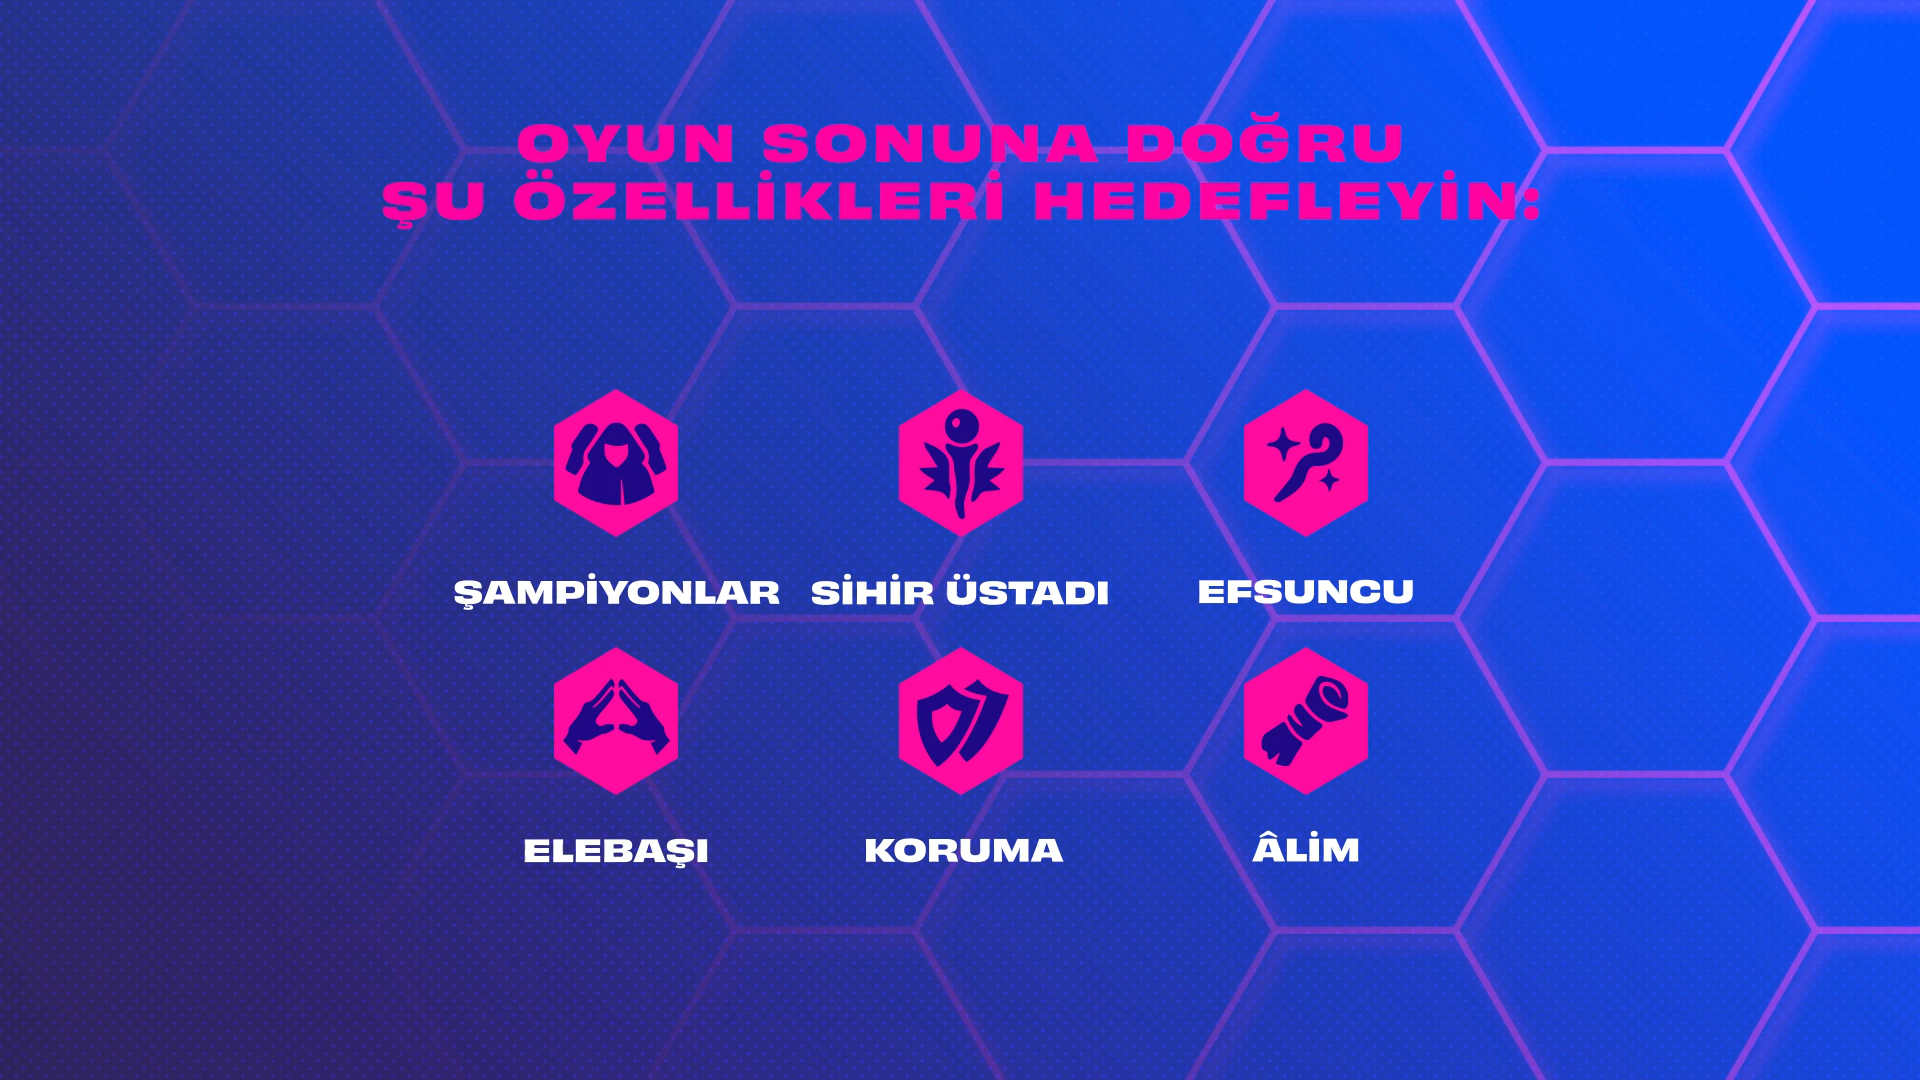 OYUN SONUNA DOĞRU
ŞU ÖZELLİKLERİ HEDEFLEYİN:
ŞAMPİYONLAR
SİHİR ÜSTADI
EFSUNCU
ELEBAŞI
KORUMA
ÂLİM